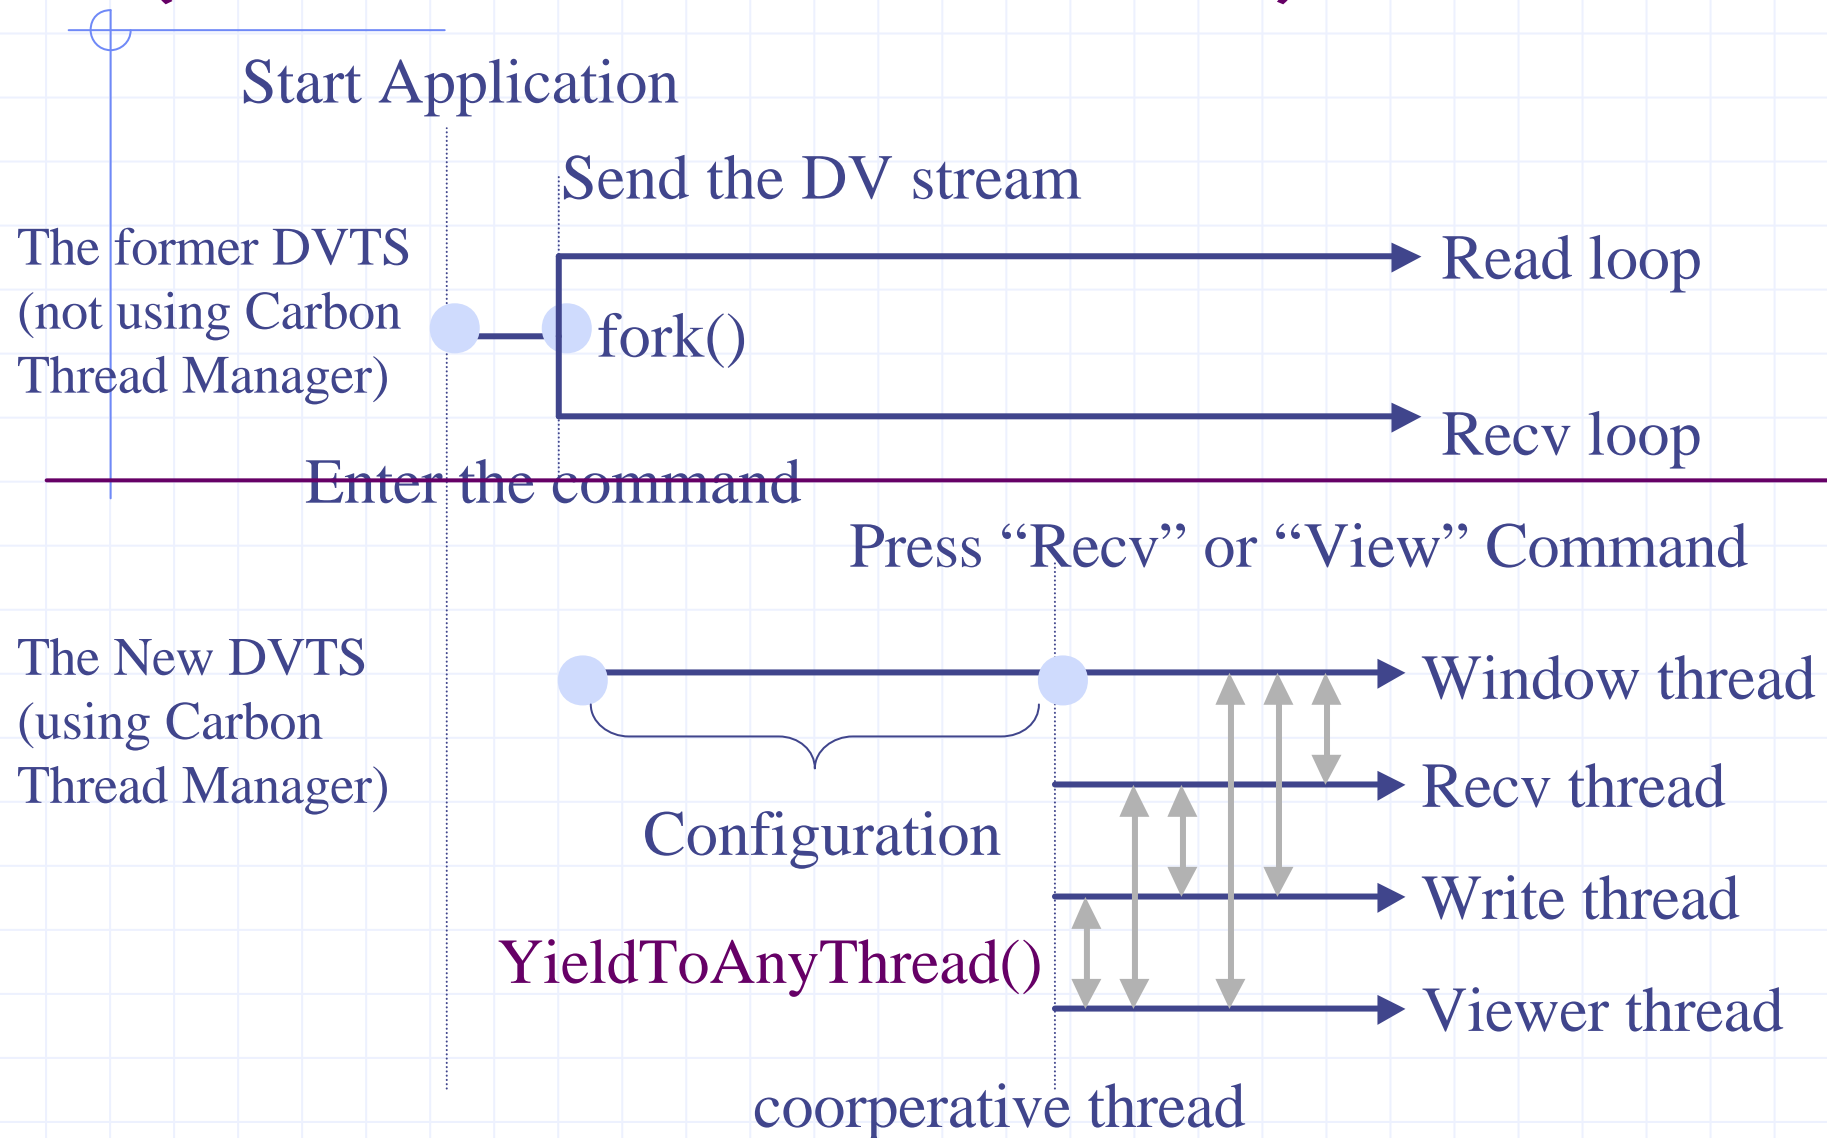 Start Application
Send the DV stream
The former DVTS
(not using Carbon
Thread Manager)
Read loop
fork()
Recv loop
Enter the command
Press “Recv” or “View” Command
The New DVTS
(using Carbon
Thread Manager)
Window thread
Recv thread
Configuration
Write thread
YieldToAnyThread()
Viewer thread
coorperative thread